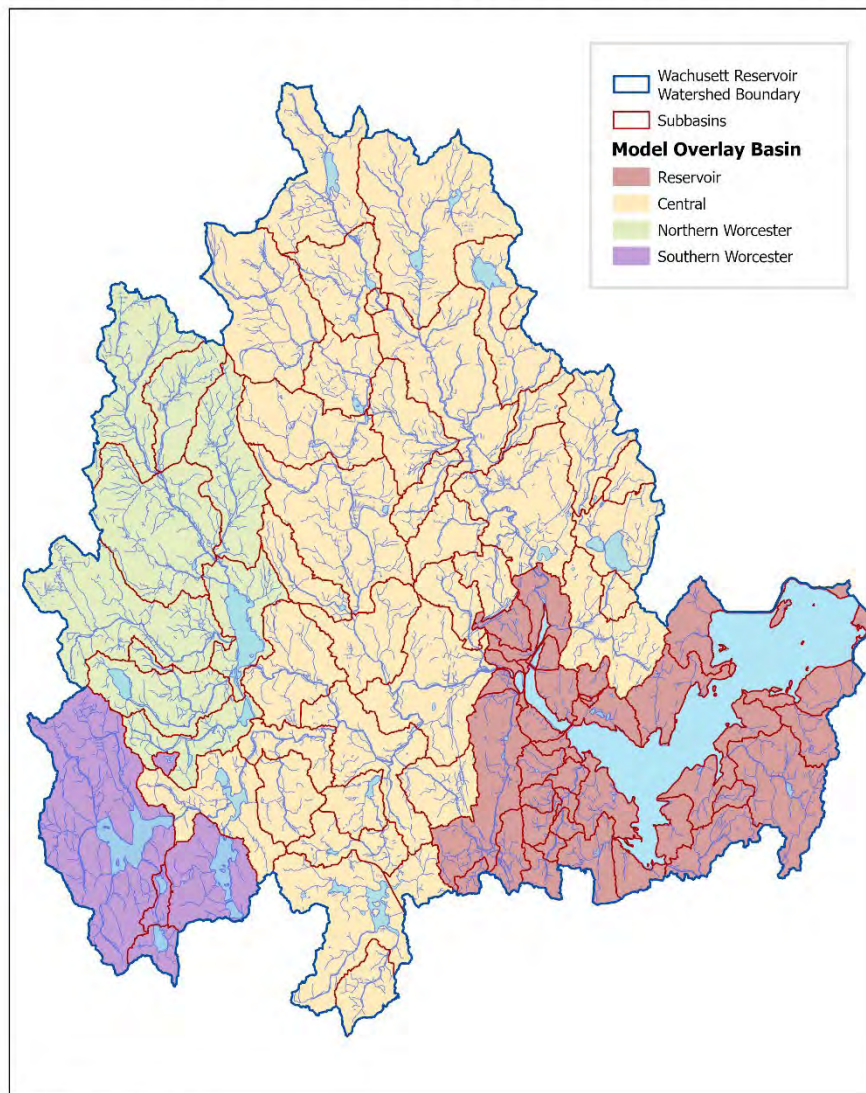 Wachusett Reservoir
Watershed Boundary
Subbasins
Model Overlay Basin
Reservoir
Central
Northern Worcester
Southern Worcester